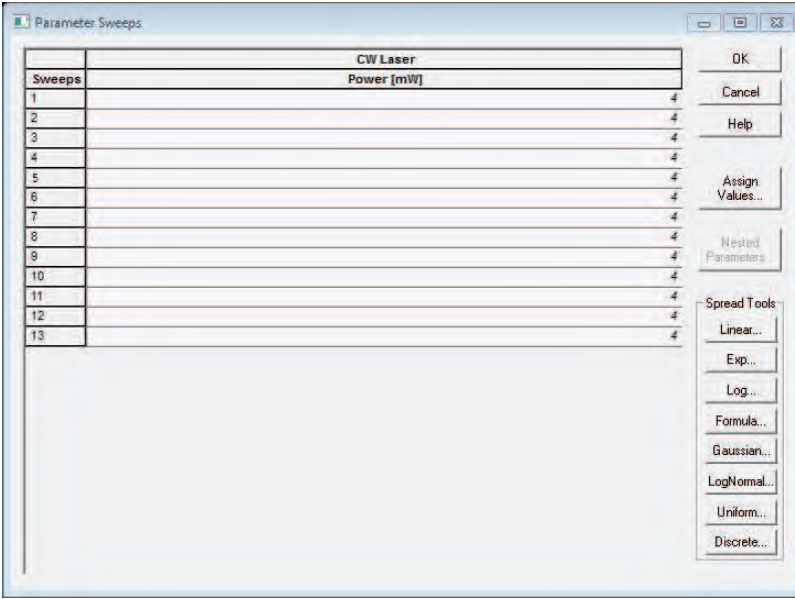 Parameter Sweeps
CW Laser
Sweeps Power [mW]
1 4
2 4
3 4
4 4
5 4
6 4
7 4
8 4
9 4
10 4
11 4
12 4
13 4
OK
Cancel
Help
Assign
Values...
Nested
Parameters...
Spread Tools
Linear...
Exp...
Log...
Formula...
Gaussian...
LogNormal...
Uniform...
Discrete...